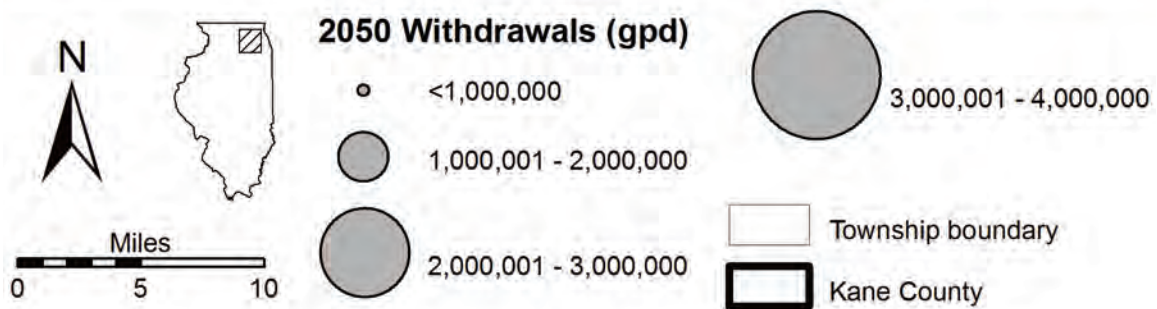 N
Miles
0 5 10
2050 Withdrawals (gpd)
<1,000,000
1,000,001 - 2,000,000
2,000,001 - 3,000,000
3,000,001 - 4,000,000
Township boundary
Kane County